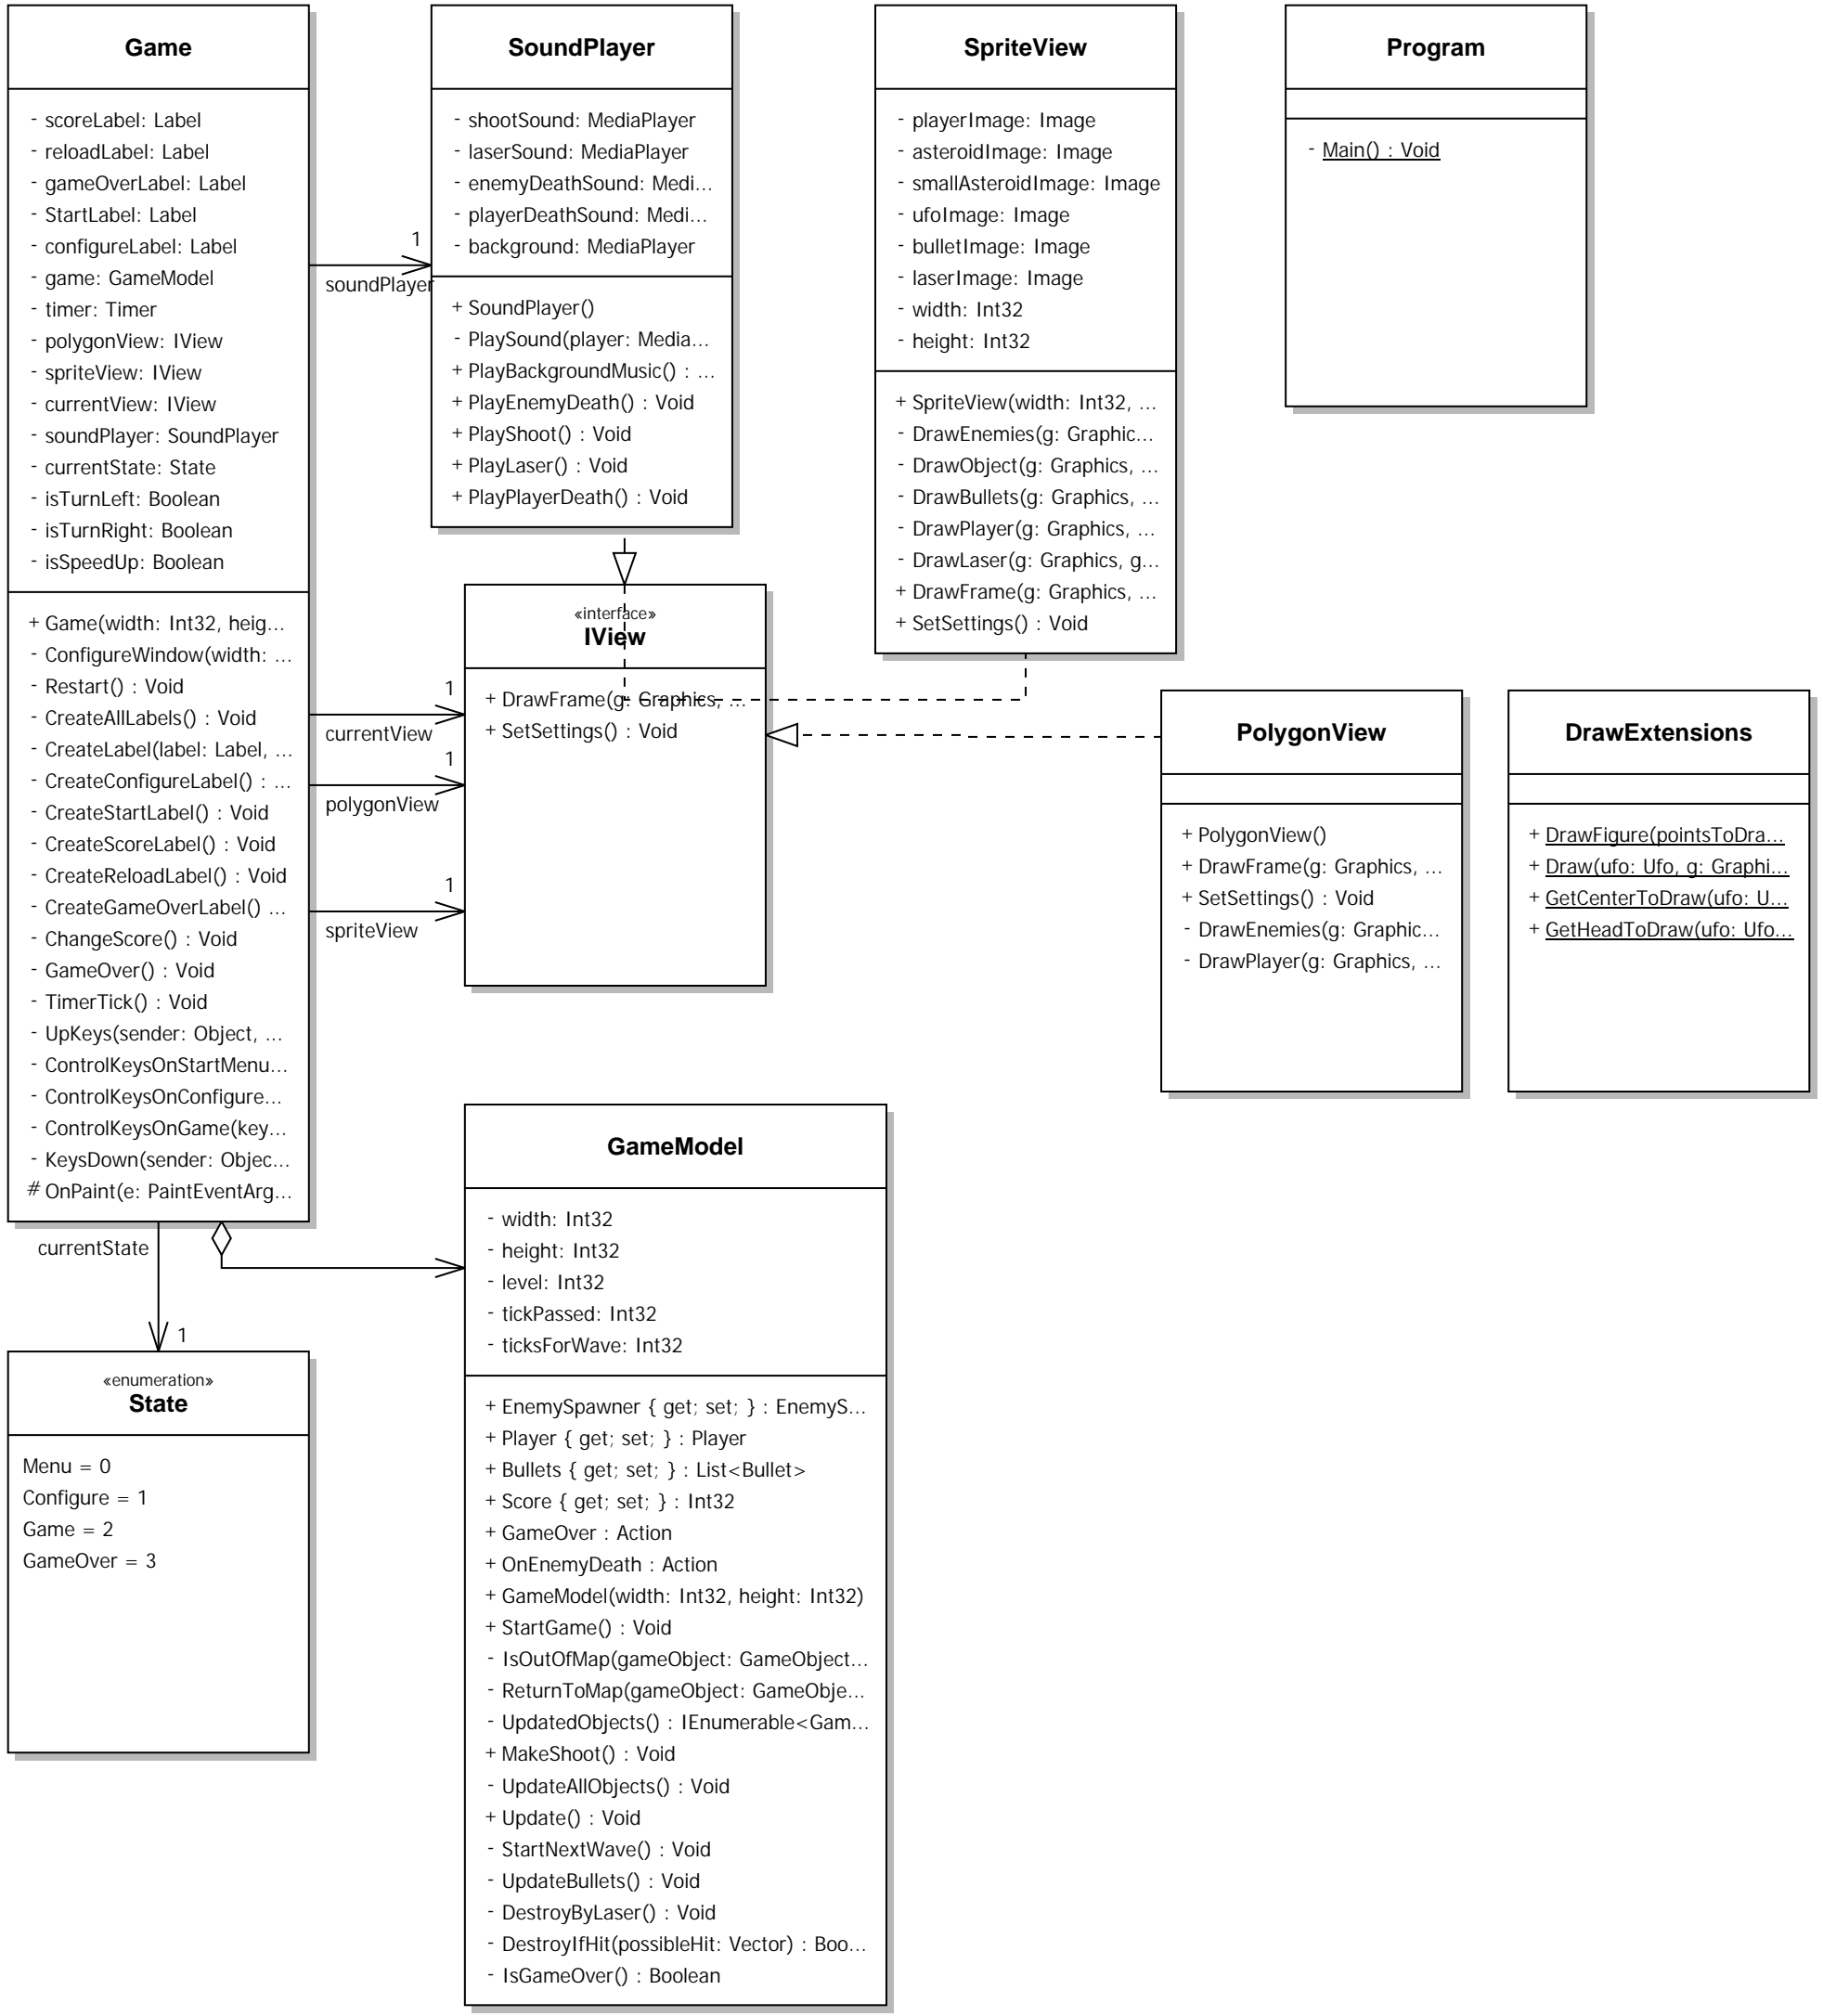 Game
- scoreLabel: Label
- reloadLabel: Label
- gameOverLabel: Label
- StartLabel: Label
- configureLabel: Label
- game: GameModel
- timer: Timer
- polygonView: IView
- spriteView: IView
- currentView: IView
- soundPlayer: SoundPlayer
- currentState: State
- isTurnLeft: Boolean
- isTurnRight: Boolean
- isSpeedUp: Boolean
+ Game(width: Int32, heig...
- ConfigureWindow(width: ...
- Restart() : Void
- CreateAllLabels() : Void
- CreateLabel(label: Label, ...
- CreateConfigureLabel() : ...
- CreateStartLabel() : Void
- CreateScoreLabel() : Void
- CreateReloadLabel() : Void
- CreateGameOverLabel() ...
- ChangeScore() : Void
- GameOver() : Void
- TimerTick() : Void
- UpKeys(sender: Object, ...
- ControlKeysOnStartMenu...
- ControlKeysOnConfigure...
- ControlKeysOnGame(key...
- KeysDown(sender: Objec...
# OnPaint(e: PaintEventArg...
1
soundPlayer
SoundPlayer
- shootSound: MediaPlayer
- laserSound: MediaPlayer
- enemyDeathSound: Medi...
- playerDeathSound: Medi...
- background: MediaPlayer
+ SoundPlayer()
- PlaySound(player: Media...
+ PlayBackgroundMusic() : ...
+ PlayEnemyDeath() : Void
+ PlayShoot() : Void
+ PlayLaser() : Void
+ PlayPlayerDeath() : Void
SpriteView
- playerImage: Image
- asteroidImage: Image
- smallAsteroidImage: Image
- ufoImage: Image
- bulletImage: Image
- laserImage: Image
- width: Int32
- height: Int32
+ SpriteView(width: Int32, ...
- DrawEnemies(g: Graphic...
- DrawObject(g: Graphics, ...
- DrawBullets(g: Graphics, ...
- DrawPlayer(g: Graphics, ...
- DrawLaser(g: Graphics, g...
+ DrawFrame(g: Graphics, ...
+ SetSettings() : Void
Program
- Main() : Void
1
currentView
1
polygonView
1
spriteView
«interface»
IView
+ DrawFrame(g: Graphics, ...
+ SetSettings() : Void
PolygonView
+ PolygonView()
+ DrawFrame(g: Graphics, ...
+ SetSettings() : Void
- DrawEnemies(g: Graphic...
- DrawPlayer(g: Graphics, ...
DrawExtensions
+ DrawFigure(pointsToDra...
+ Draw(ufo: Ufo, g: Graphi...
+ GetCenterToDraw(ufo: U...
+ GetHeadToDraw(ufo: Ufo...
currentState
1
«enumeration»
State
Menu = 0
Configure = 1
Game = 2
GameOver = 3
GameModel
- width: Int32
- height: Int32
- level: Int32
- tickPassed: Int32
- ticksForWave: Int32
+ EnemySpawner { get; set; } : EnemyS...
+ Player { get; set; } : Player
+ Bullets { get; set; } : List<Bullet>
+ Score { get; set; } : Int32
+ GameOver : Action
+ OnEnemyDeath : Action
+ GameModel(width: Int32, height: Int32)
+ StartGame() : Void
- IsOutOfMap(gameObject: GameObject...
- ReturnToMap(gameObject: GameObje...
- UpdatedObjects() : IEnumerable<Gam...
+ MakeShoot() : Void
- UpdateAllObjects() : Void
+ Update() : Void
- StartNextWave() : Void
- UpdateBullets() : Void
- DestroyByLaser() : Void
- DestroyIfHit(possibleHit: Vector) : Boo...
- IsGameOver() : Boolean